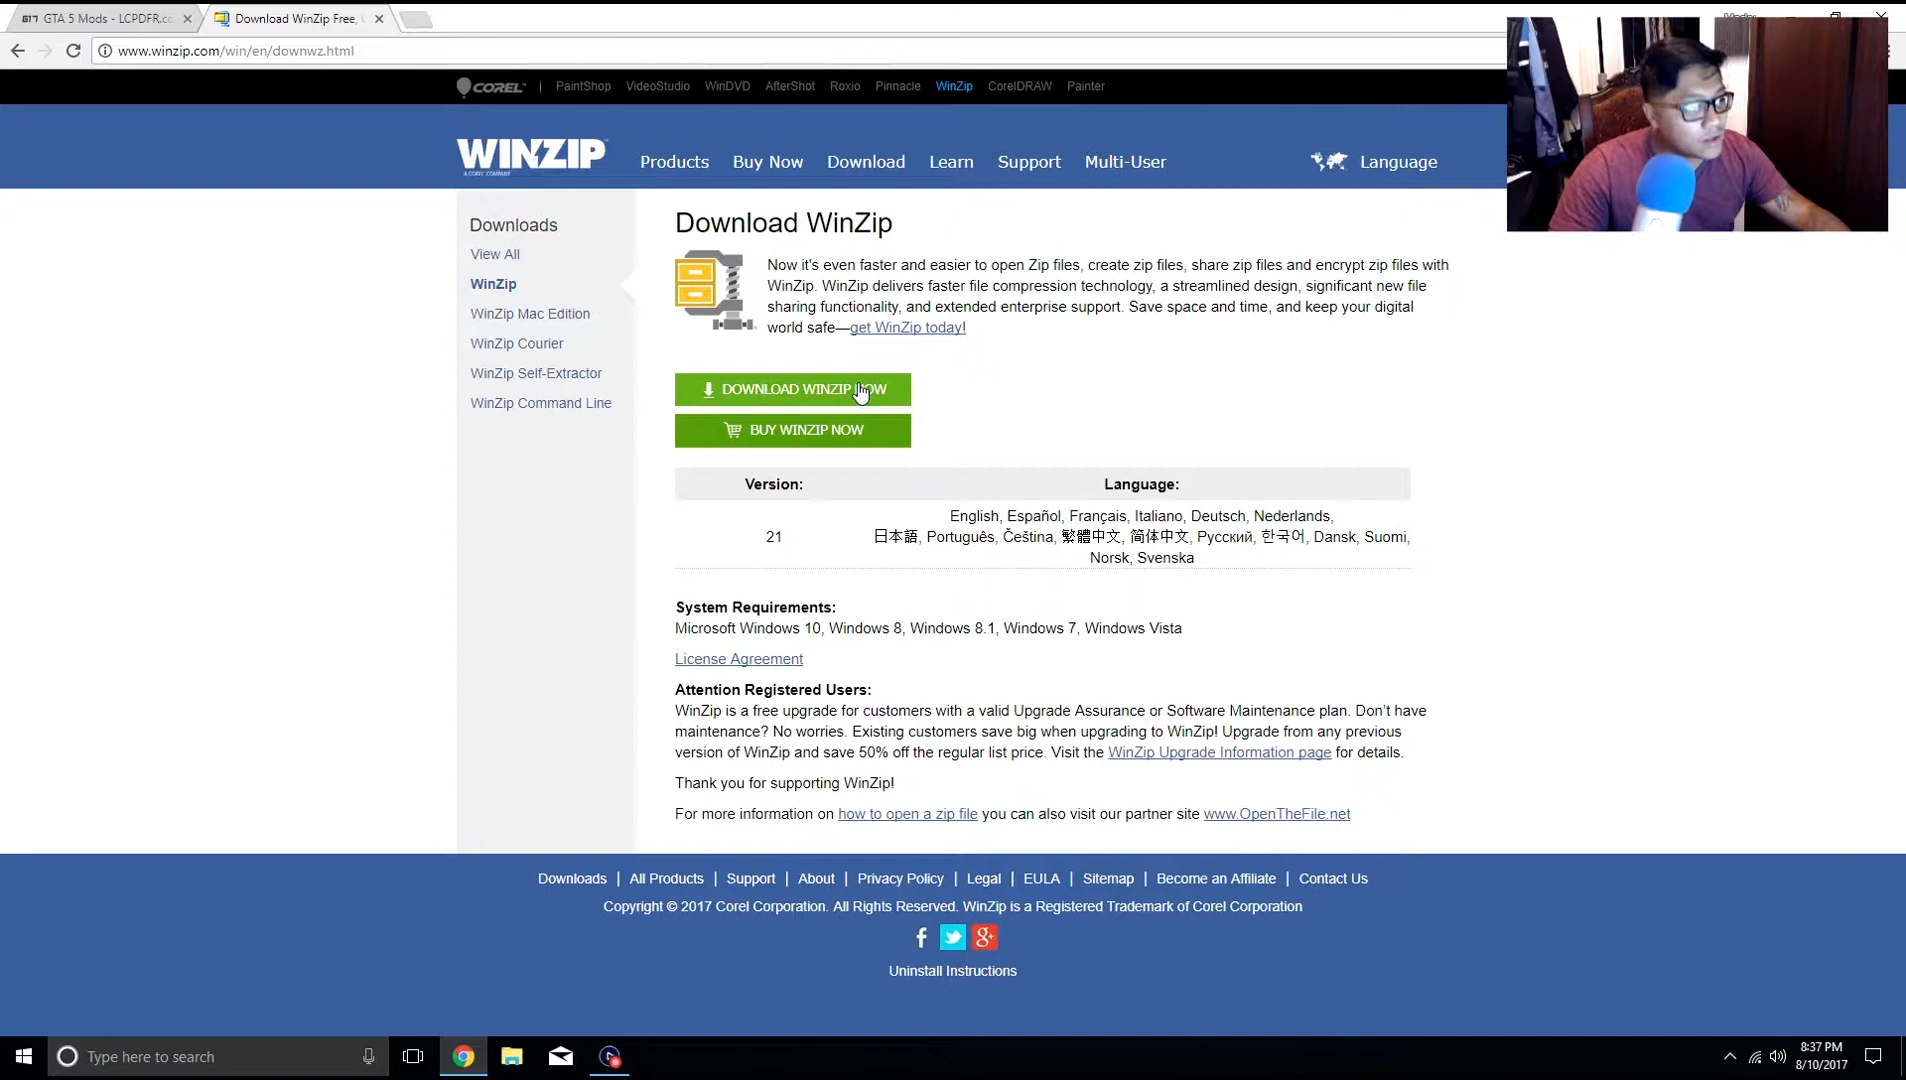 GTA 5 Mods - LCPDFR.co
Download WinZip Free, 
www.winzip.com/win/en/downwz.html
COREL
PaintShop VideoStudio WinDVD AfterShot Roxio Pinnacle WinZip CorelDRAW Painter
WINZIP
A COREL COMPANY
Products Buy Now Download Learn Support Multi-User Language
Downloads
View All
WinZip
WinZip Mac Edition
WinZip Courier
WinZip Self-Extractor
WinZip Command Line
Download WinZip
Now it's even faster and easier to open Zip files, create zip files, share zip files and encrypt zip files with
WinZip. WinZip delivers faster file compression technology, a streamlined design, significant new file
sharing functionality, and extended enterprise support. Save space and time, and keep your digital
world safe—get WinZip today!
DOWNLOAD WINZIP NOW
BUY WINZIP NOW
Version: Language:
21
English, Español, Français, Italiano, Deutsch, Nederlands,
日本語, Português, Čeština, 繁體中文, 简体中文, Русский, 한국어, Dansk, Suomi,
Norsk, Svenska
System Requirements:
Microsoft Windows 10, Windows 8, Windows 8.1, Windows 7, Windows Vista
License Agreement
Attention Registered Users:
WinZip is a free upgrade for customers with a valid Upgrade Assurance or Software Maintenance plan. Don't have
maintenance? No worries. Existing customers save big when upgrading to WinZip! Upgrade from any previous
version of WinZip and save 50% off the regular list price. Visit the WinZip Upgrade Information page for details.
Thank you for supporting WinZip!
For more information on how to open a zip file you can also visit our partner site www.OpenTheFile.net
Downloads | All Products | Support | About | Privacy Policy | Legal | EULA | Sitemap | Become an Affiliate | Contact Us
Copyright © 2017 Corel Corporation. All Rights Reserved. WinZip is a Registered Trademark of Corel Corporation
Uninstall Instructions
Type here to search
8:37 PM
8/10/2017